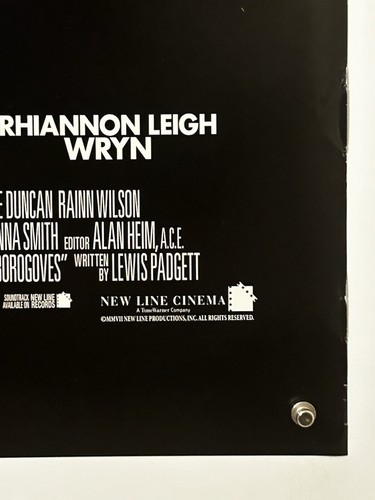 RHIANNON LEIGH
WRYN
E DUNCAN RAINN WILSON
NNA SMITH EDITOR ALAN HEIM, A.C.E.
BOROGOVES” WRITTEN BY LEWIS PADGETT
SOUNDTRACK AVAILABLE ON NEW LINE RECORDS
NEW LINE CINEMA
A TimeWarner Company
©MMVII NEW LINE PRODUCTIONS, INC. ALL RIGHTS RESERVED.